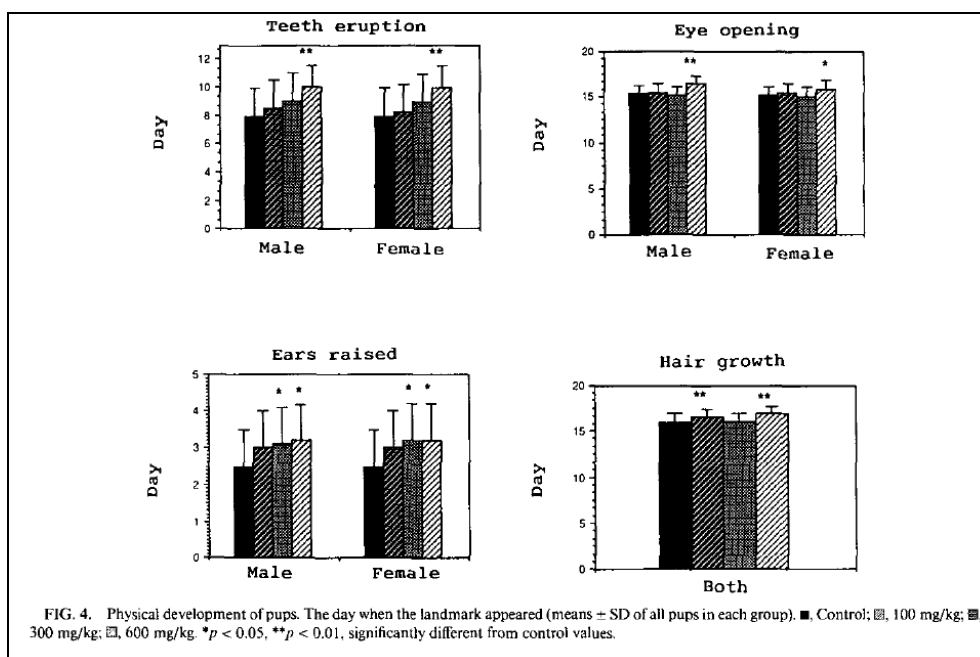 Teeth eruption
12
10
8
6
4
2
0
Day
**
**
Male
Female
Eye opening
20
15
10
5
0
Day
**
*
Male
Female
Ears raised
5
4
3
2
1
0
Day
*
*
*
*
Male
Female
Hair growth
20
15
10
5
0
Day
**
**
Both
FIG. 4. Physical development of pups. The day when the landmark appeared (means ± SD of all pups in each group). ■, Control; ▨, 100 mg/kg; ▩,
300 mg/kg; ▨, 600 mg/kg. *p < 0.05, **p < 0.01, significantly different from control values.